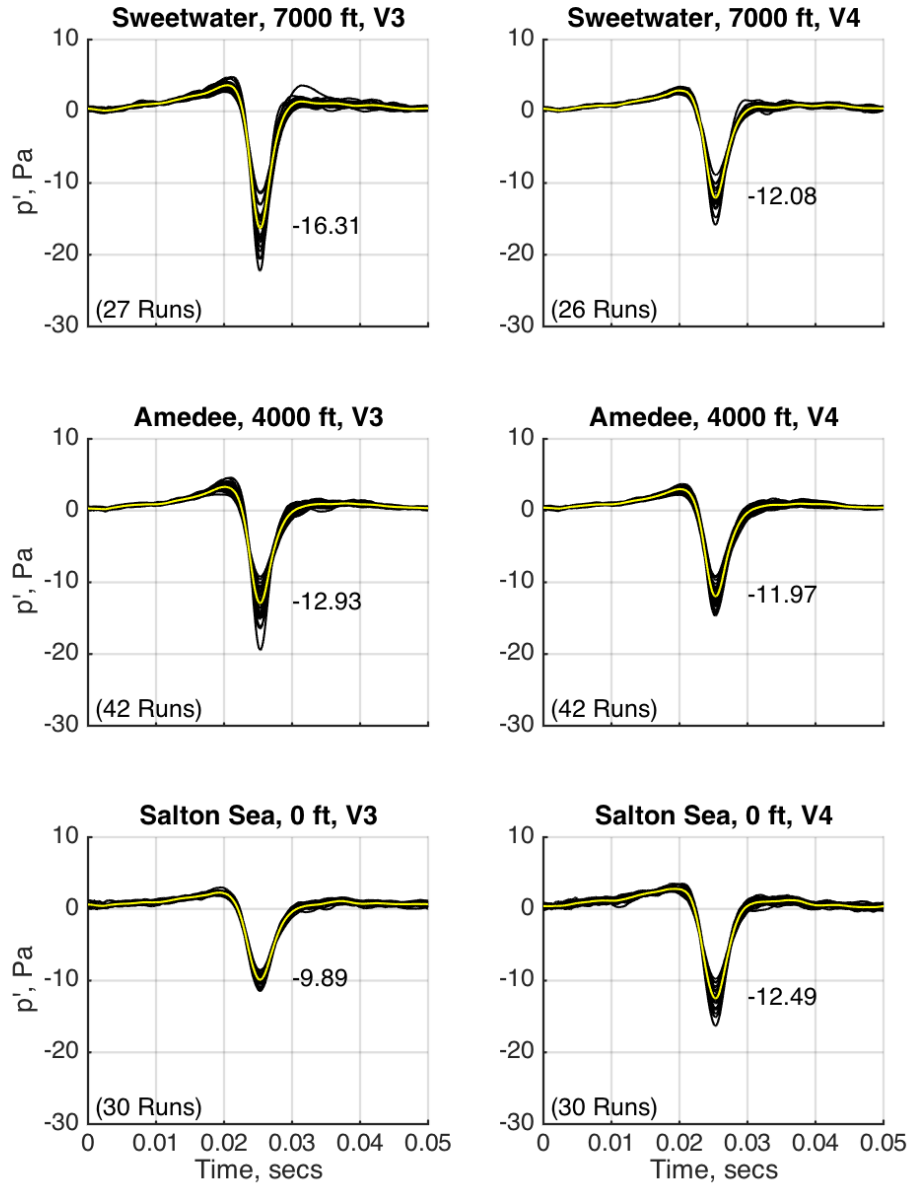 Sweetwater, 7000 ft, V3
10
0
-10
-20
-30
p', Pa
-16.31
(27 Runs)
Sweetwater, 7000 ft, V4
10
0
-10
-20
-30
-12.08
(26 Runs)
Amedee, 4000 ft, V3
10
0
-10
-20
-30
p', Pa
-12.93
(42 Runs)
Amedee, 4000 ft, V4
10
0
-10
-20
-30
-11.97
(42 Runs)
Salton Sea, 0 ft, V3
10
0
-10
-20
-30
p', Pa
-9.89
(30 Runs)
0 0.01 0.02 0.03 0.04 0.05
Time, secs
Salton Sea, 0 ft, V4
10
0
-10
-20
-30
-12.49
(30 Runs)
0 0.01 0.02 0.03 0.04 0.05
Time, secs